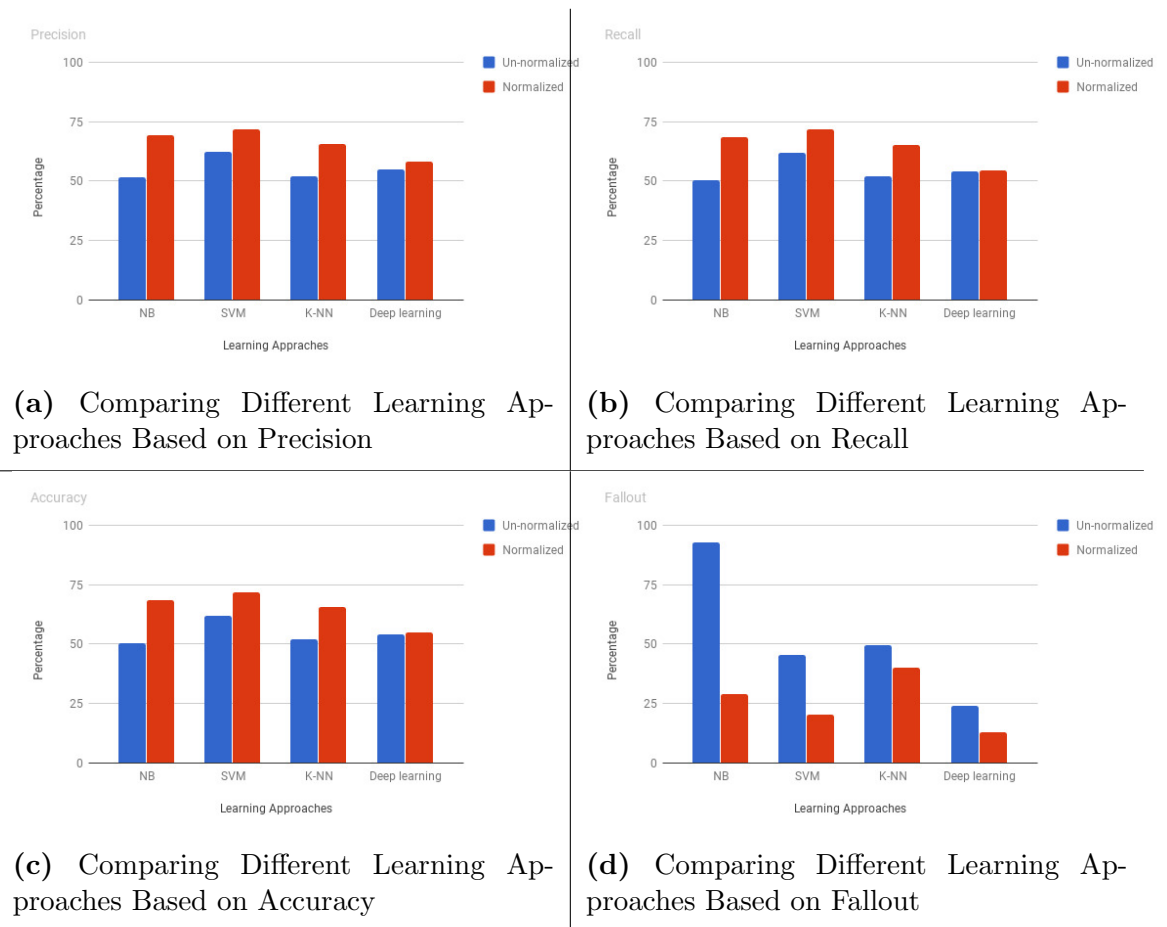 Precision
Un-normalized
Normalized
100
75
50
25
0
Percentage
NB SVM K-NN Deep learning
Learning Appraches
(a) Comparing Different Learning Ap-
proaches Based on Precision
Recall
Un-normalized
Normalized
100
75
50
25
0
Percentage
NB SVM K-NN Deep learning
Learning Approaches
(b) Comparing Different Learning Ap-
proaches Based on Recall
Accuracy
Un-normalized
Normalized
100
75
50
25
0
Percentage
NB SVM K-NN Deep learning
Learning Approaches
(c) Comparing Different Learning Ap-
proaches Based on Accuracy
Fallout
Un-normalized
Normalized
100
75
50
25
0
Percentage
NB SVM K-NN Deep learning
Learning Approaches
(d) Comparing Different Learning Ap-
proaches Based on Fallout